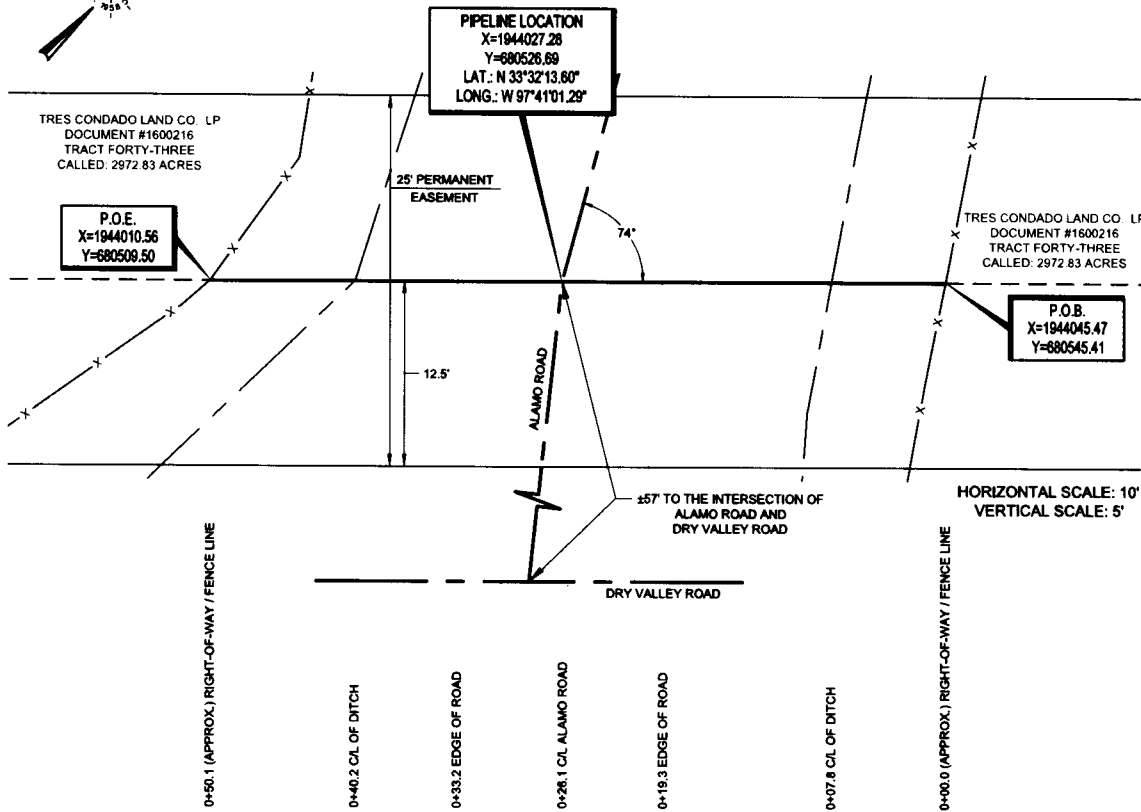 PIPELINE LOCATION
X=1944027.28
Y=680526.69
LAT.: N 33°32'13.60"
LONG.: W 97°41'01.29"
TRES CONDADO LAND CO. LP
DOCUMENT #1600216
TRACT FORTY-THREE
CALLED: 2972.83 ACRES
25' PERMANENT
EASEMENT
P.O.E.
X=1944010.56
Y=680509.50
74°
TRES CONDADO LAND CO. LP
DOCUMENT #1600216
TRACT FORTY-THREE
CALLED: 2972.83 ACRES
P.O.B.
X=1944045.47
Y=680545.41
12.5'
ALAMO ROAD
±57' TO THE INTERSECTION OF
ALAMO ROAD AND
DRY VALLEY ROAD
HORIZONTAL SCALE: 10'
VERTICAL SCALE: 5'
DRY VALLEY ROAD
0+50.1 (APPROX.) RIGHT-OF-WAY / FENCE LINE
0+40.2 C/L OF DITCH
0+33.2 EDGE OF ROAD
0+26.1 C/L ALAMO ROAD
0+19.3 EDGE OF ROAD
0+07.8 C/L OF DITCH
0+00.0 (APPROX.) RIGHT-OF-WAY / FENCE LINE